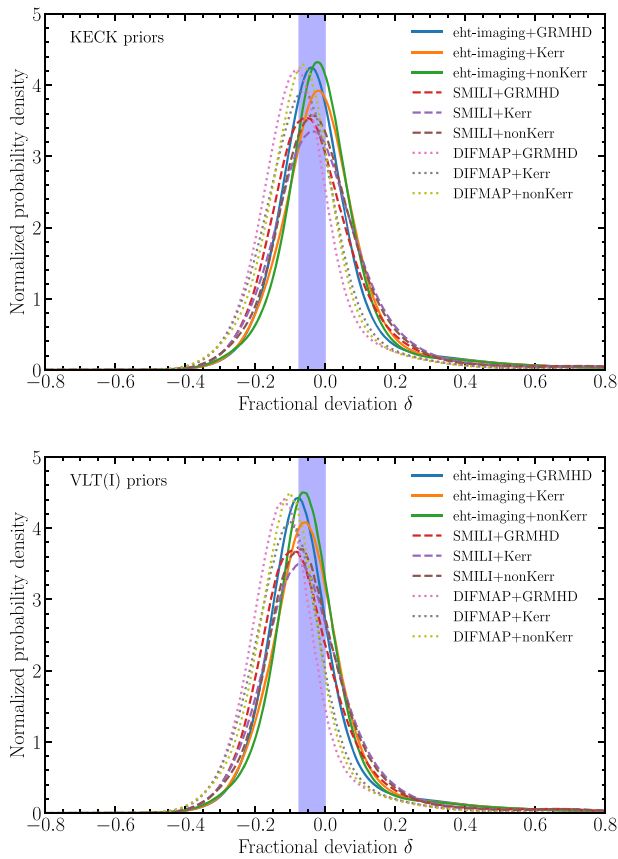 KECK priors
eht-imaging+GRMHD
eht-imaging+Kerr
eht-imaging+nonKerr
SMILI+GRMHD
SMILI+Kerr
SMILI+nonKerr
DIFMAP+GRMHD
DIFMAP+Kerr
DIFMAP+nonKerr
Normalized probability density
5
4
3
2
1
0
−0.8 −0.6 −0.4 −0.2 0.0 0.2 0.4 0.6 0.8
Fractional deviation δ
VLT(I) priors
eht-imaging+GRMHD
eht-imaging+Kerr
eht-imaging+nonKerr
SMILI+GRMHD
SMILI+Kerr
SMILI+nonKerr
DIFMAP+GRMHD
DIFMAP+Kerr
DIFMAP+nonKerr
Normalized probability density
5
4
3
2
1
0
−0.8 −0.6 −0.4 −0.2 0.0 0.2 0.4 0.6 0.8
Fractional deviation δ